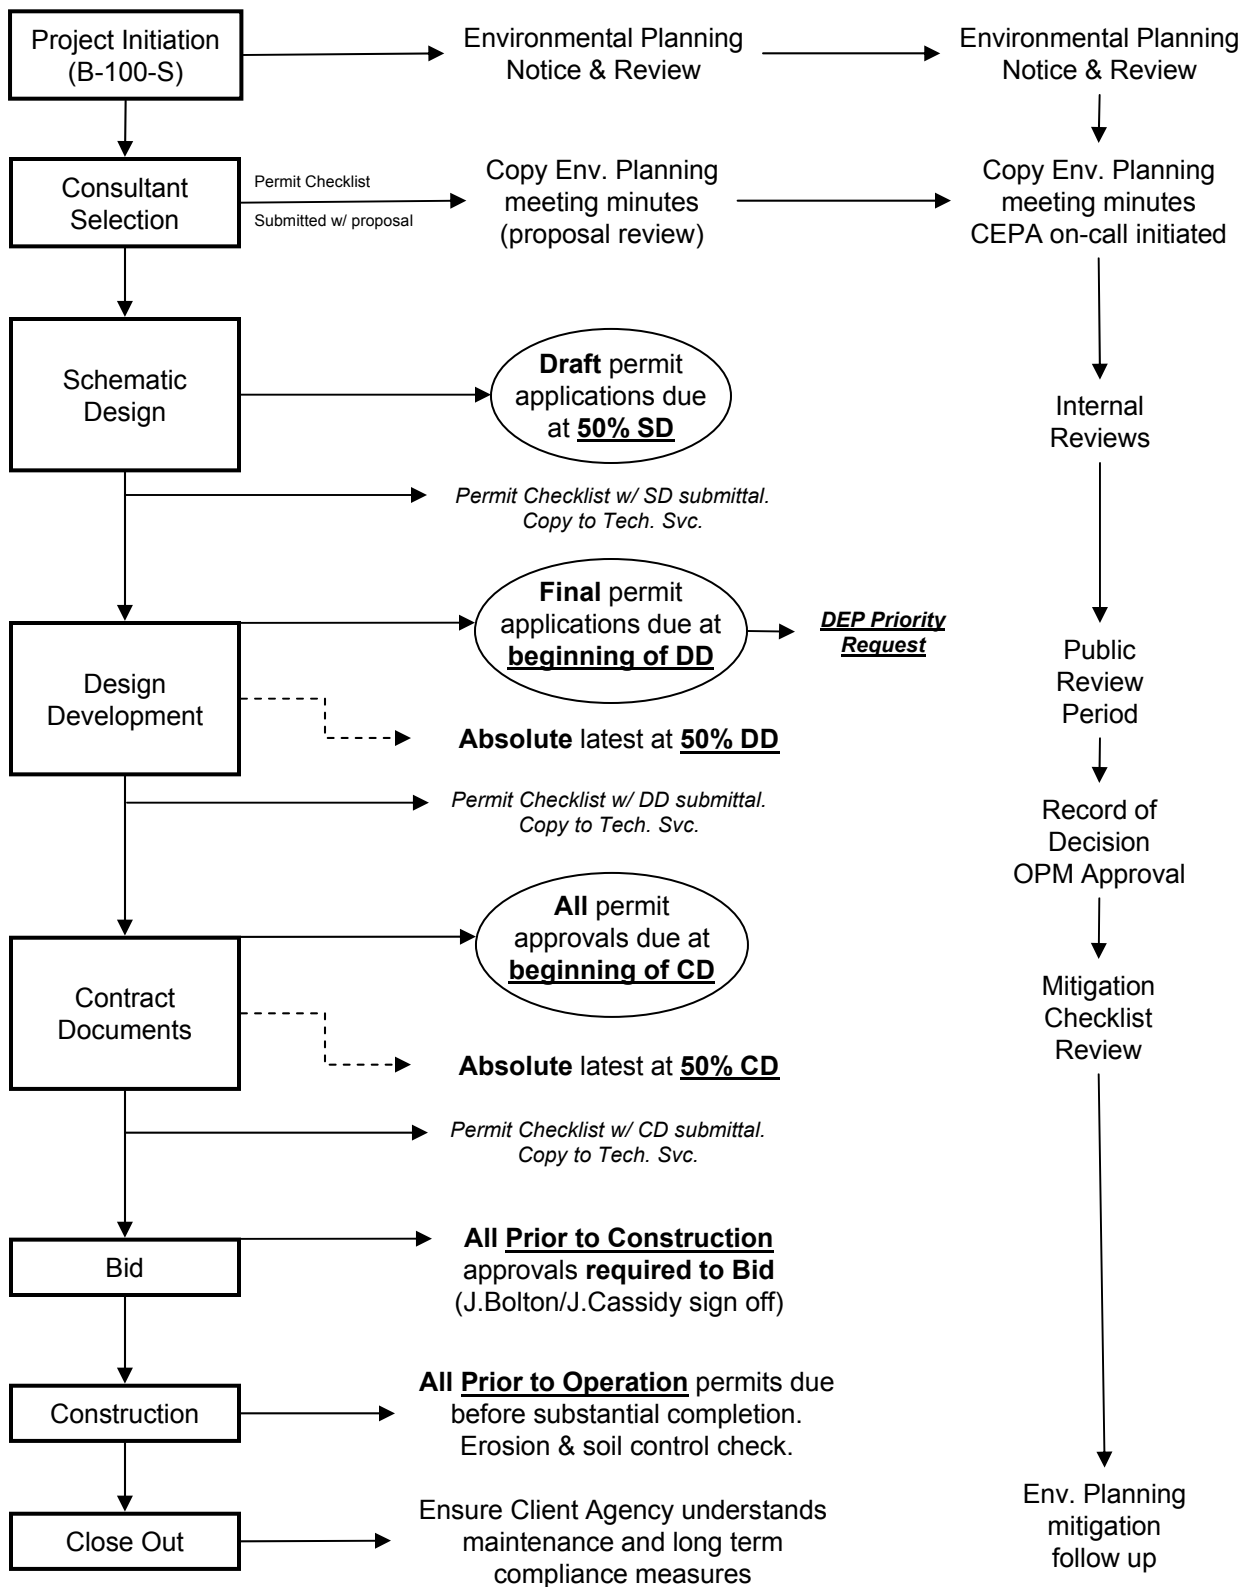 Project Initiation
(B-100-S)
Environmental Planning
Notice & Review
Environmental Planning
Notice & Review
Consultant
Selection
Permit Checklist
Submitted w/ proposal
Copy Env. Planning
meeting minutes
(proposal review)
Copy Env. Planning
meeting minutes
CEPA on-call initiated
Schematic
Design
Draft permit
applications due
at 50% SD
Internal
Reviews
Permit Checklist w/ SD submittal.
Copy to Tech. Svc.
Design
Development
Final permit
applications due at
beginning of DD
DEP Priority
Request
Public
Review
Period
Absolute latest at 50% DD
Permit Checklist w/ DD submittal.
Copy to Tech. Svc.
Record of
Decision
OPM Approval
Contract
Documents
All permit
approvals due at
beginning of CD
Mitigation
Checklist
Review
Absolute latest at 50% CD
Permit Checklist w/ CD submittal.
Copy to Tech. Svc.
Bid
All Prior to Construction
approvals required to Bid
(J.Bolton/J.Cassidy sign off)
Construction
All Prior to Operation permits due
before substantial completion.
Erosion & soil control check.
Close Out
Ensure Client Agency understands
maintenance and long term
compliance measures
Env. Planning
mitigation
follow up